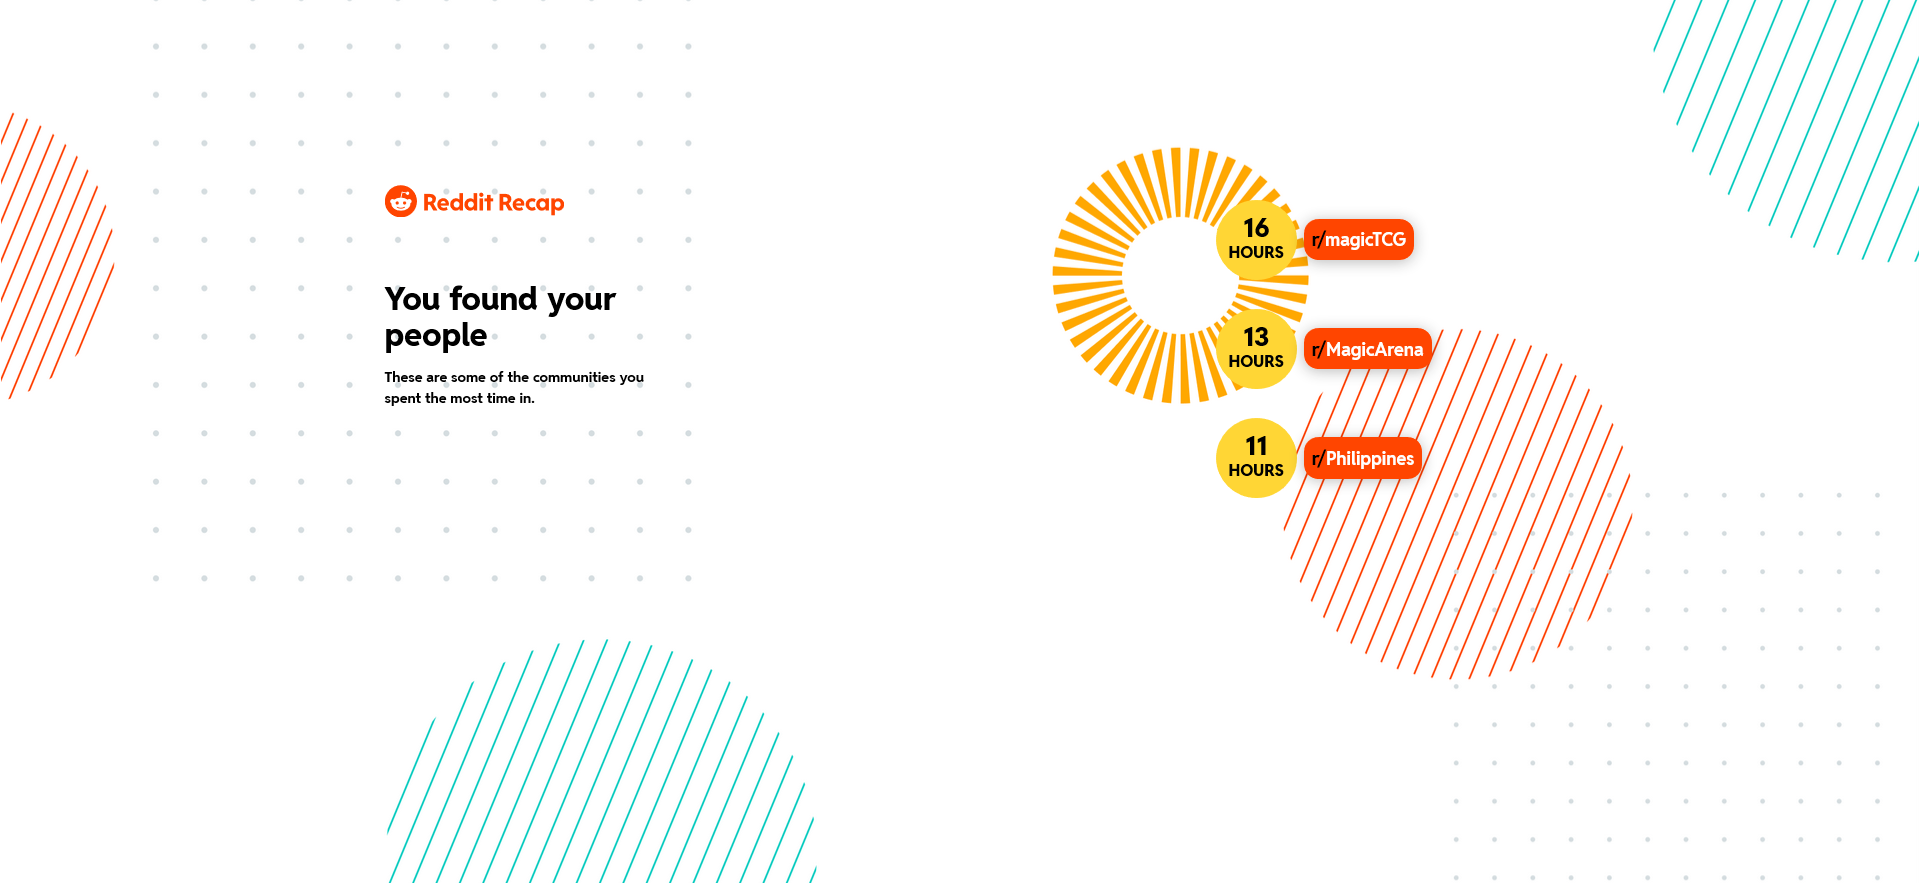 Reddit Recap
You found your
people
These are some of the communities you
spent the most time in.
16
HOURS
r/magicTCG
13
HOURS
r/MagicArena
11
HOURS
r/Philippines